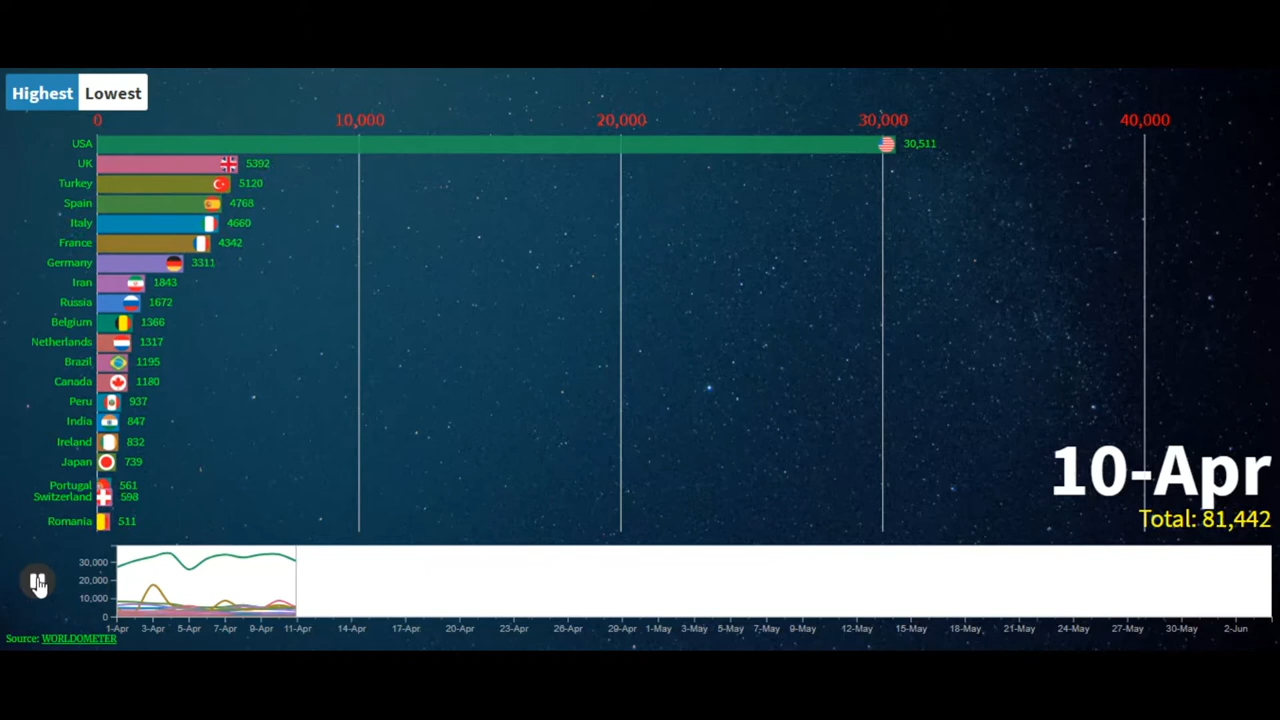 Highest Lowest
0 10,000 20,000 30,000 40,000
USA 30,511
UK 5392
Turkey 5120
Spain 4768
Italy 4660
France 4342
Germany 3311
Iran 1843
Russia 1672
Belgium 1366
Netherlands 1317
Brazil 1195
Canada 1180
Peru 937
India 847
Ireland 832
Japan 739
Portugal 561
Switzerland 598
Romania 511
10-Apr
Total: 81,442
30,000
20,000
10,000
0
1-Apr 3-Apr 5-Apr 7-Apr 9-Apr 11-Apr 14-Apr 17-Apr 20-Apr 23-Apr 26-Apr 29-Apr 1-May 3-May 5-May 7-May 9-May 12-May 15-May 18-May 21-May 24-May 27-May 30-May 2-Jun
Source: WORLDOMETER